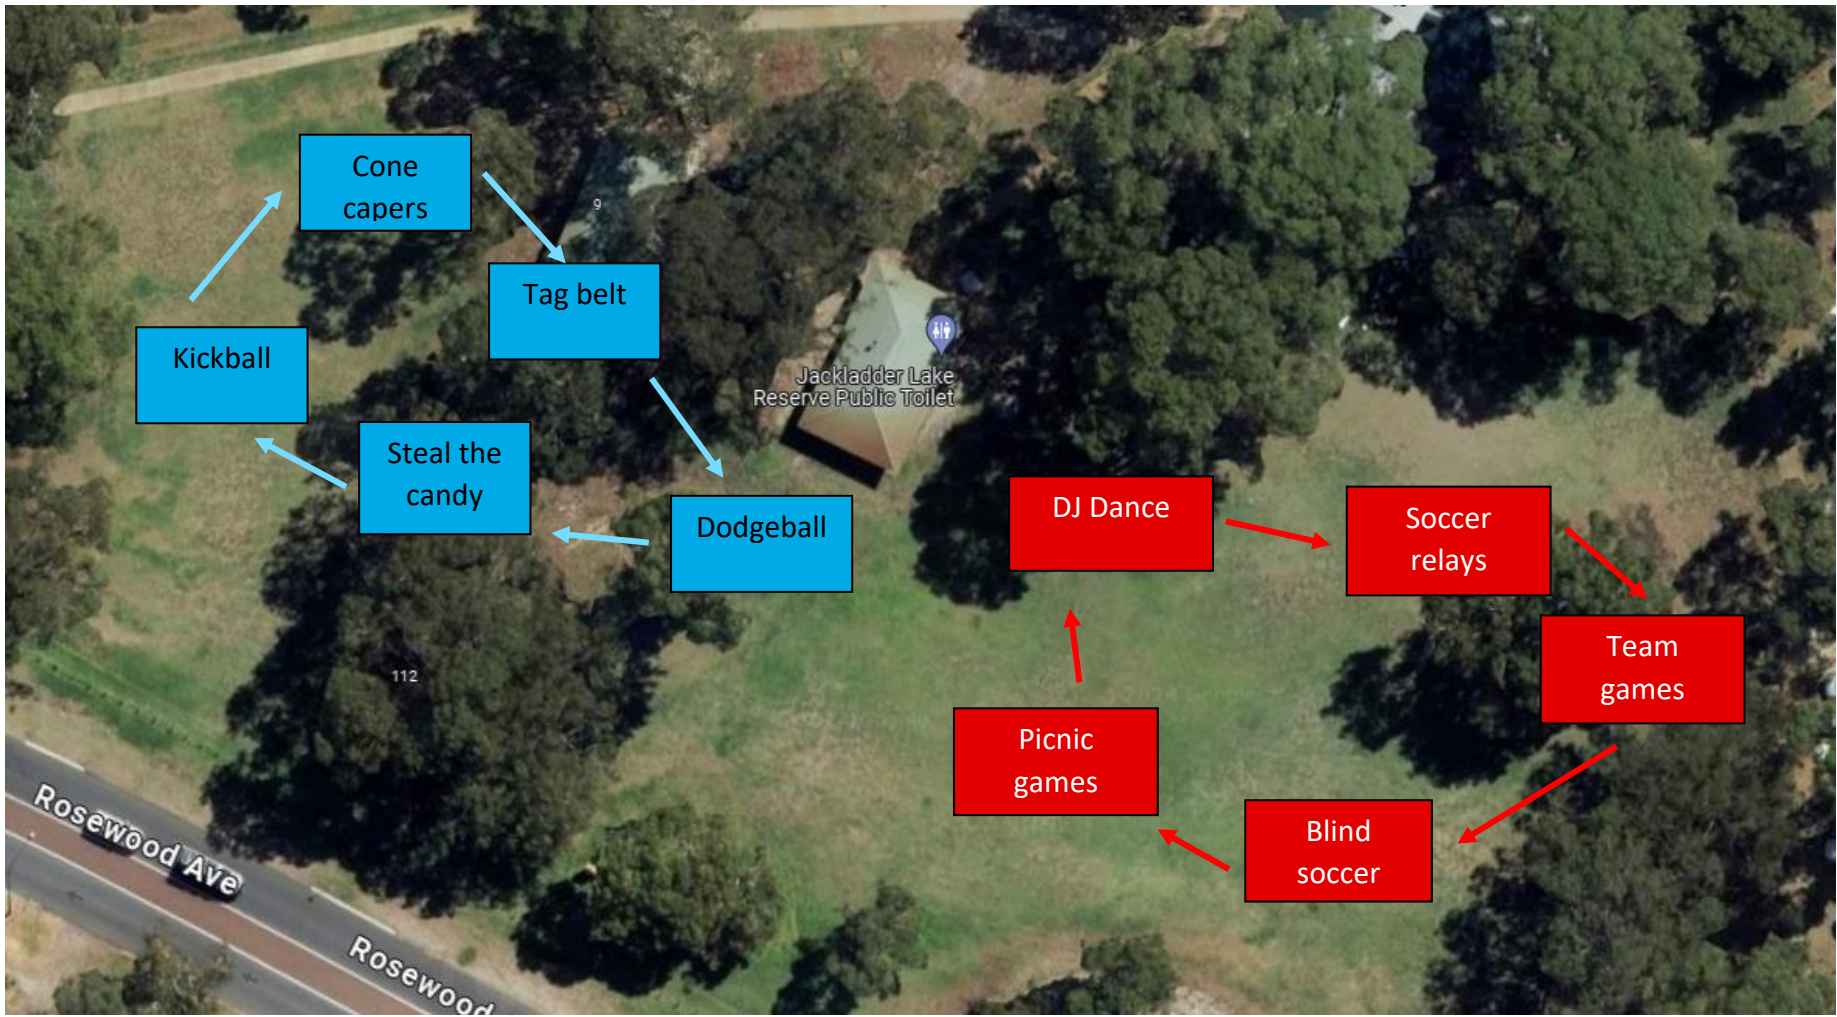 Cone
capers
9
Tag belt
Kickball
Jackladder Lake
Reserve Public Toilet
Steal the
candy
Dodgeball
DJ Dance
Soccer
relays
Team
games
112
Picnic
games
Blind
soccer
Rosewood Ave
Rosewood